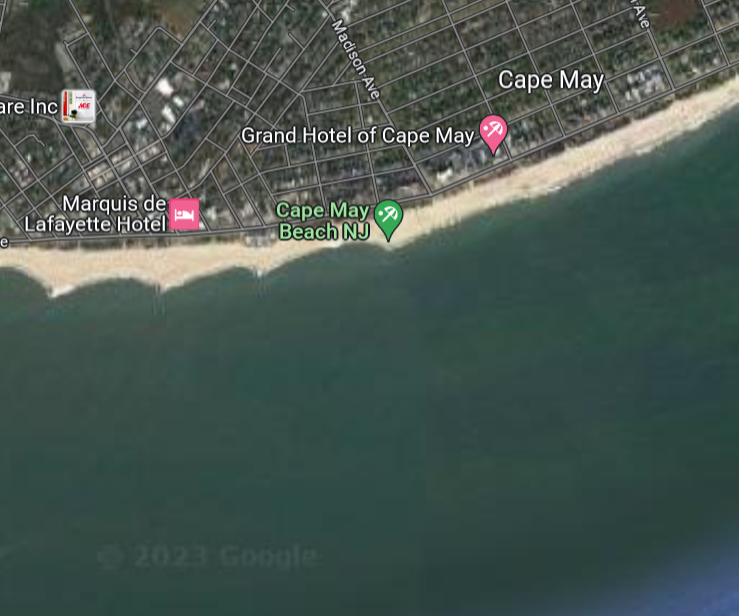 Madison Ave
Ave
Cape May
are Inc
ACE
Grand Hotel of Cape May
Marquis de
Lafayette Hotel
Cape May
Beach NJ
e
© 2023 Google